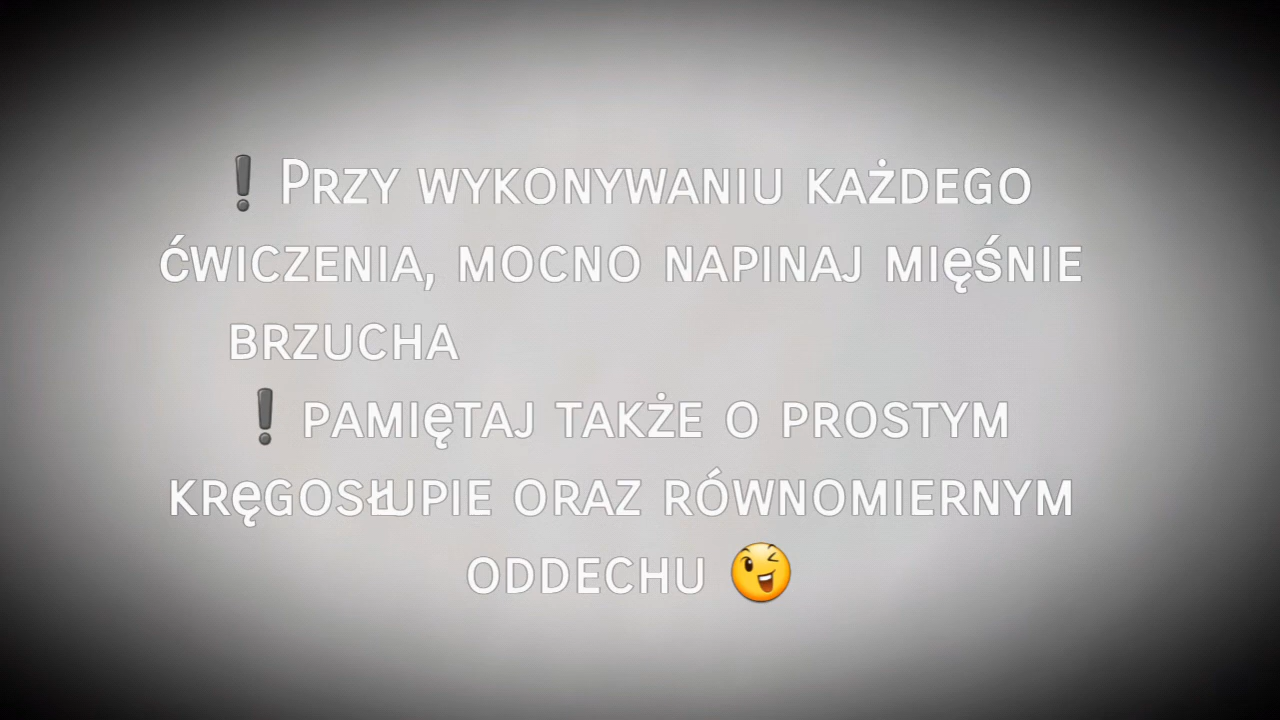 ❗Przy wykonywaniu każdego
ćwiczenia, mocno napinaj mięśnie
brzucha
❗pamiętaj także o prostym
kręgosłupie oraz równomiernym
oddechu 😉